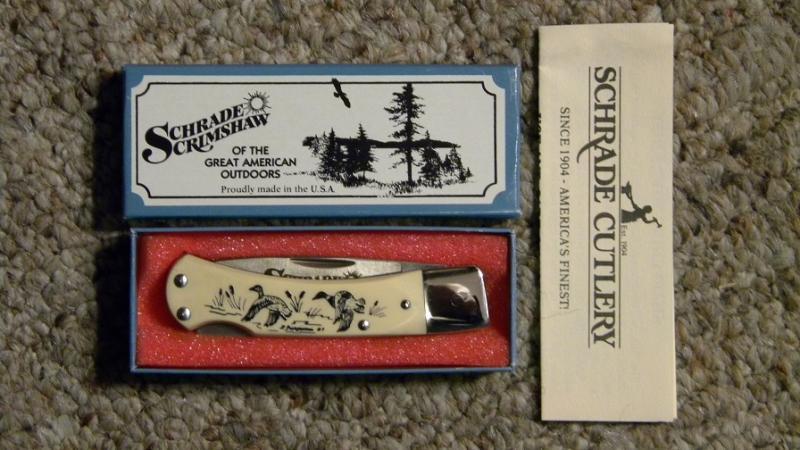 SCHRADE
SCRIMSHAW
OF THE
GREAT AMERICAN
OUTDOORS
Proudly made in the U.S.A.
SCHRADE
SCHRADE CUTLERY
Est. 1904
SINCE 1904 - AMERICA'S FINEST!